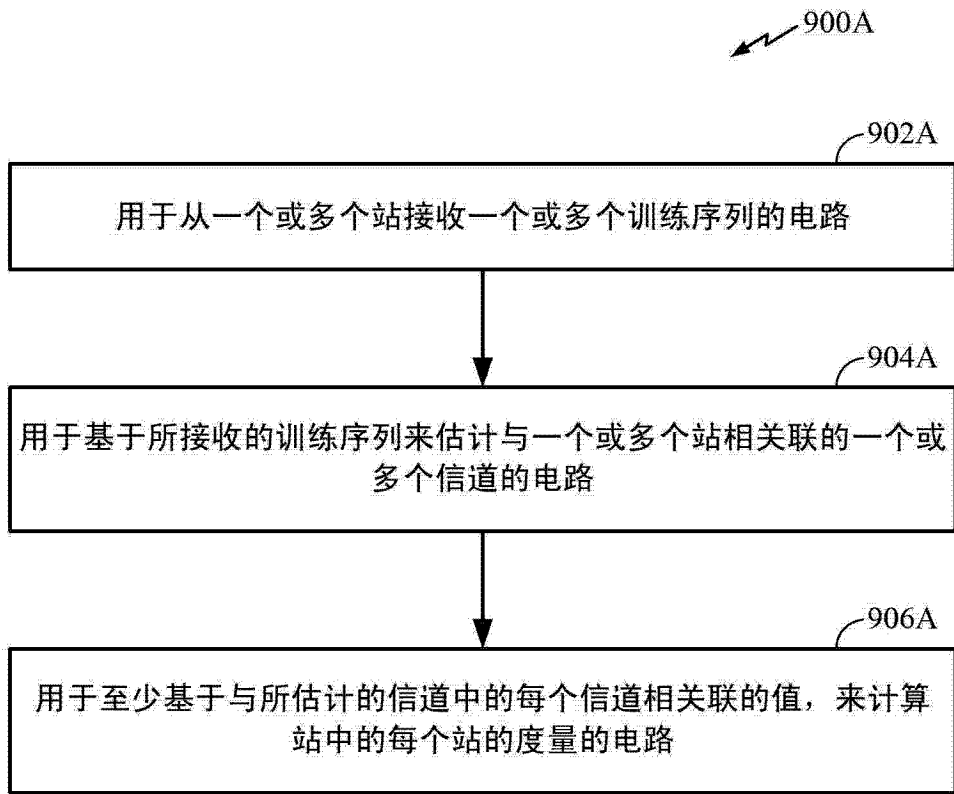 900A
902A
用于从一个或多个站接收一个或多个训练序列的电路
904A
用于基于所接收的训练序列来估计与一个或多个站相关联的一个或
多个信道的电路
906A
用于至少基于与所估计的信道中的每个信道相关联的值，来计算
站中的每个站的度量的电路